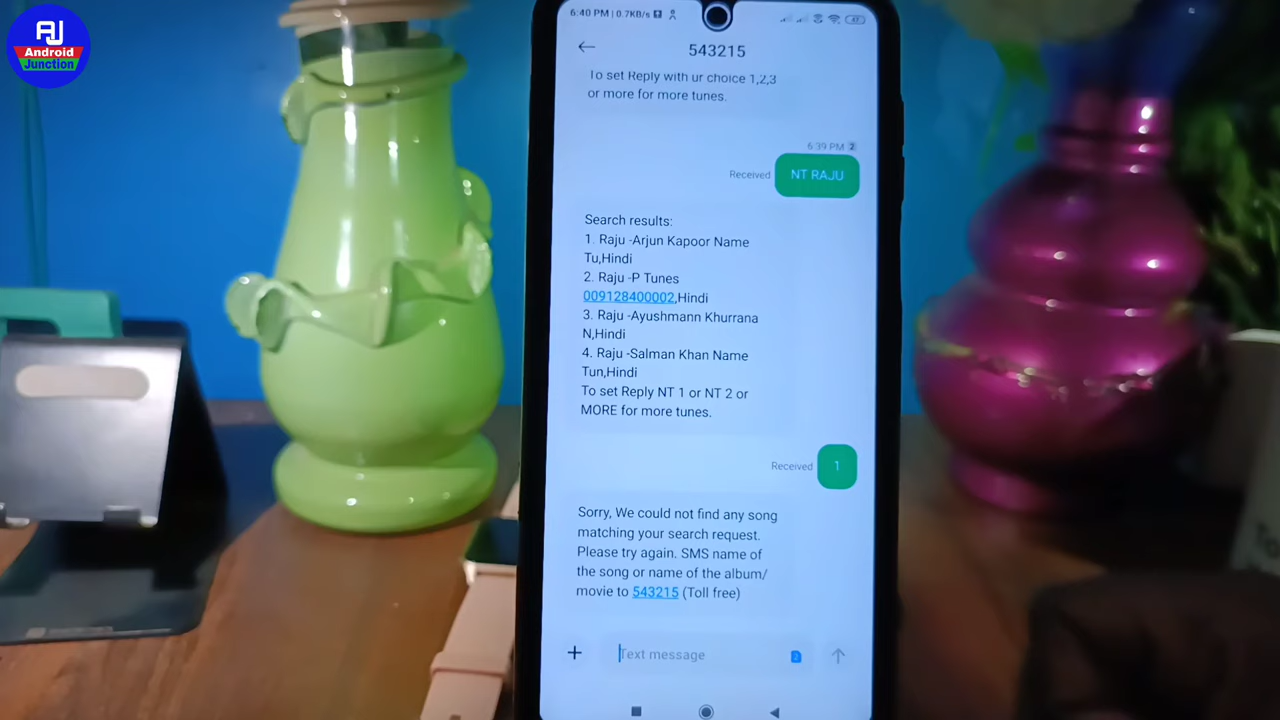 AJ
Android
Junction
6:40 PM | 0.7KB/s
543215
To set Reply with ur choice 1,2,3
or more for more tunes.
6:39 PM 2
Received
NT RAJU
Search results:
1. Raju -Arjun Kapoor Name
Tu,Hindi
2. Raju -P Tunes
009128400002,Hindi
3. Raju -Ayushmann Khurrana
N,Hindi
4. Raju -Salman Khan Name
Tun,Hindi
To set Reply NT 1 or NT 2 or
MORE for more tunes.
Received
1
Sorry, We could not find any song
matching your search request.
Please try again. SMS name of
the song or name of the album/
movie to 543215 (Toll free)
Text message